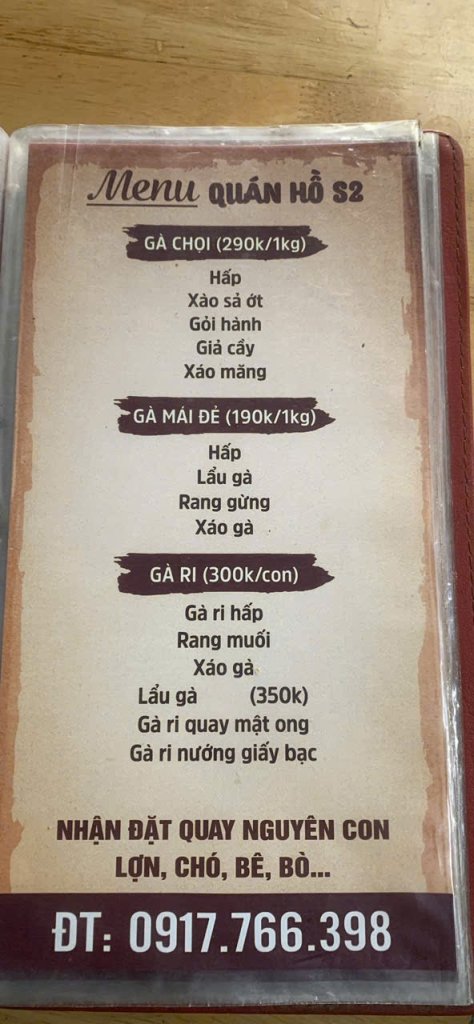 Menu QUÁN HỒ S2
GÀ CHỌI (290k/1kg)
Hấp
Xào sả ớt
Gỏi hành
Giả cầy
Xáo măng
GÀ MÁI ĐẺ (190k/1kg)
Hấp
Lẩu gà
Rang gừng
Xáo gà
GÀ RI (300k/con)
Gà ri hấp
Rang muối
Xáo gà
Lẩu gà (350k)
Gà ri quay mật ong
Gà ri nướng giấy bạc
NHẬN ĐẶT QUAY NGUYÊN CON
LỢN, CHÓ, BÊ, BÒ...
ĐT: 0917.766.398